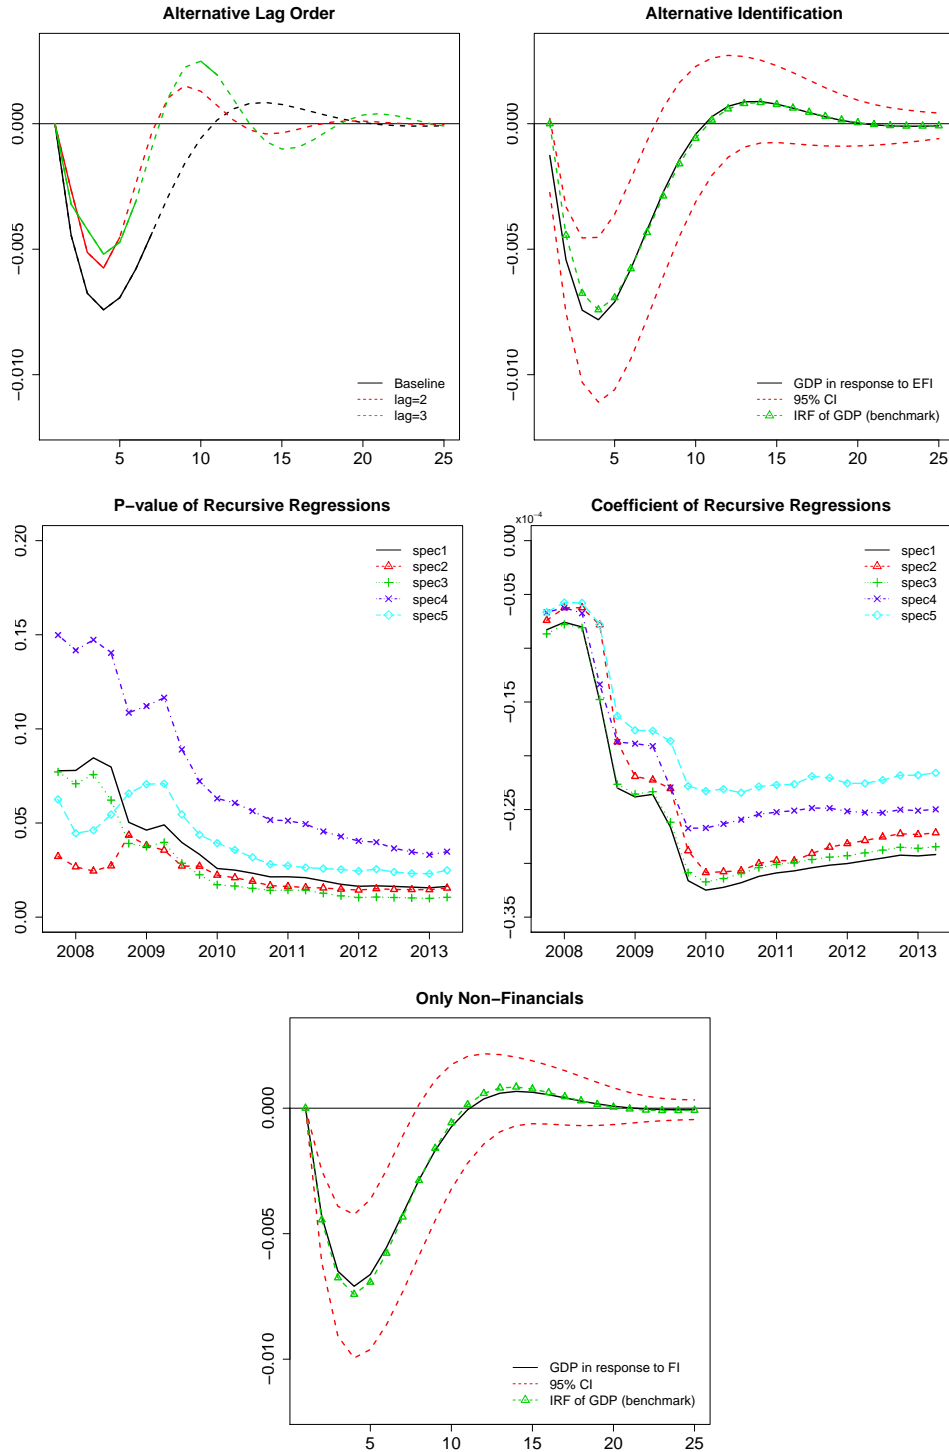 Alternative Lag Order
0.000
−0.005
−0.010
Baseline
lag=2
lag=3
5 10 15 20 25
Alternative Identification
0.000
−0.005
−0.010
GDP in response to EFI
95% CI
IRF of GDP (benchmark)
5 10 15 20 25
P−value of Recursive Regressions
0.20
0.15
0.10
0.05
0.00
spec1
spec2
spec3
spec4
spec5
2008 2009 2010 2011 2012 2013
Coefficient of Recursive Regressions
x10−4
0.00
−0.05
−0.15
−0.25
−0.35
spec1
spec2
spec3
spec4
spec5
2008 2009 2010 2011 2012 2013
Only Non−Financials
0.000
−0.005
−0.010
GDP in response to FI
95% CI
IRF of GDP (benchmark)
5 10 15 20 25